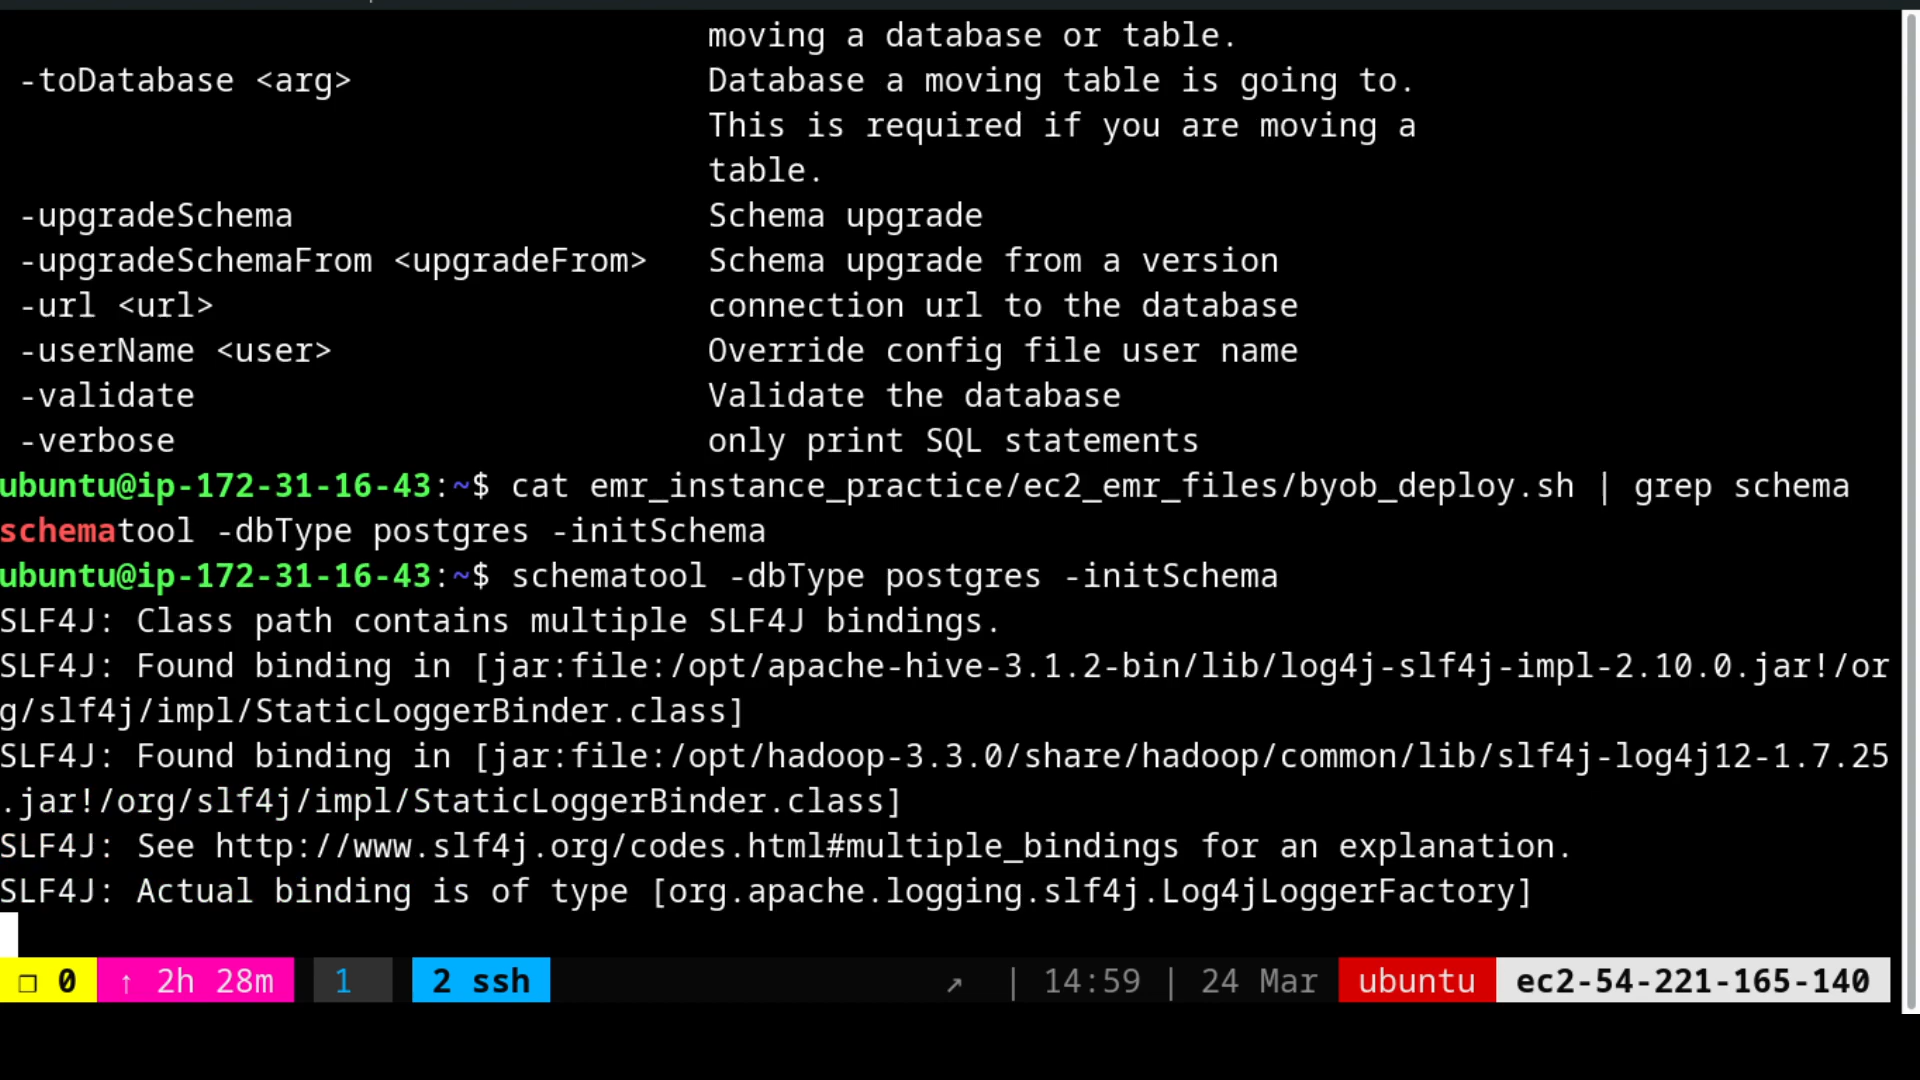 moving a database or table.
-toDatabase <arg> Database a moving table is going to.
This is required if you are moving a
table.
-upgradeSchema Schema upgrade
-upgradeSchemaFrom <upgradeFrom> Schema upgrade from a version
-url <url> connection url to the database
-userName <user> Override config file user name
-validate Validate the database
-verbose only print SQL statements
ubuntu@ip-172-31-16-43:~$ cat emr_instance_practice/ec2_emr_files/byob_deploy.sh | grep schema
schematool -dbType postgres -initSchema
ubuntu@ip-172-31-16-43:~$ schematool -dbType postgres -initSchema
SLF4J: Class path contains multiple SLF4J bindings.
SLF4J: Found binding in [jar:file:/opt/apache-hive-3.1.2-bin/lib/log4j-slf4j-impl-2.10.0.jar!/or
g/slf4j/impl/StaticLoggerBinder.class]
SLF4J: Found binding in [jar:file:/opt/hadoop-3.3.0/share/hadoop/common/lib/slf4j-log4j12-1.7.25
.jar!/org/slf4j/impl/StaticLoggerBinder.class]
SLF4J: See http://www.slf4j.org/codes.html#multiple_bindings for an explanation.
SLF4J: Actual binding is of type [org.apache.logging.slf4j.Log4jLoggerFactory]
❐ 0 ↑ 2h 28m 1 2 ssh ↗ | 14:59 | 24 Mar ubuntu ec2-54-221-165-140